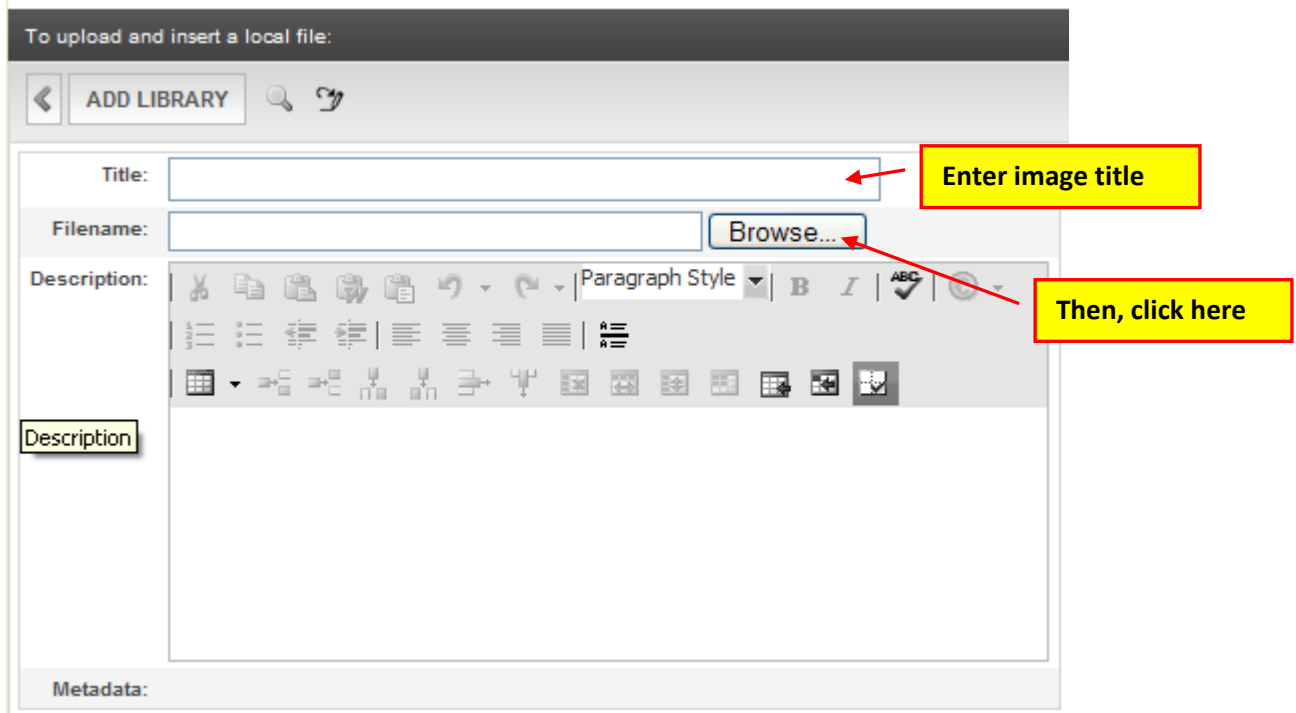 To upload and insert a local file:
ADD LIBRARY
Title:
Enter image title
Filename:
Browse...
Description:
Paragraph Style
B I ABC
Then, click here
Description
Metadata: